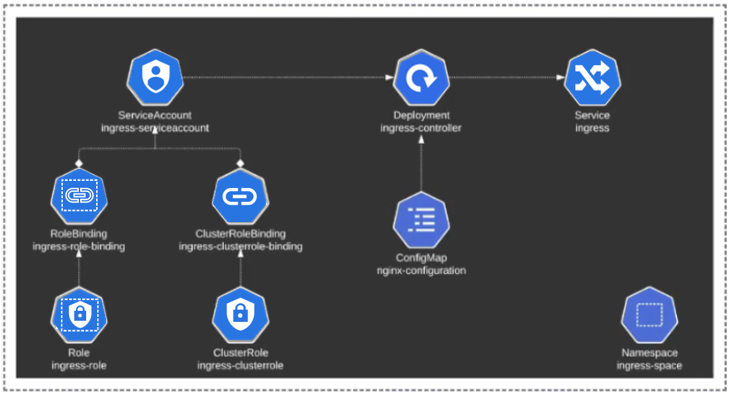 ServiceAccount
ingress-serviceaccount
Deployment
ingress-controller
Service
ingress
RoleBinding
ingress-role-binding
ClusterRoleBinding
ingress-clusterrole-binding
ConfigMap
nginx-configuration
Role
ingress-role
ClusterRole
ingress-clusterrole
Namespace
ingress-space